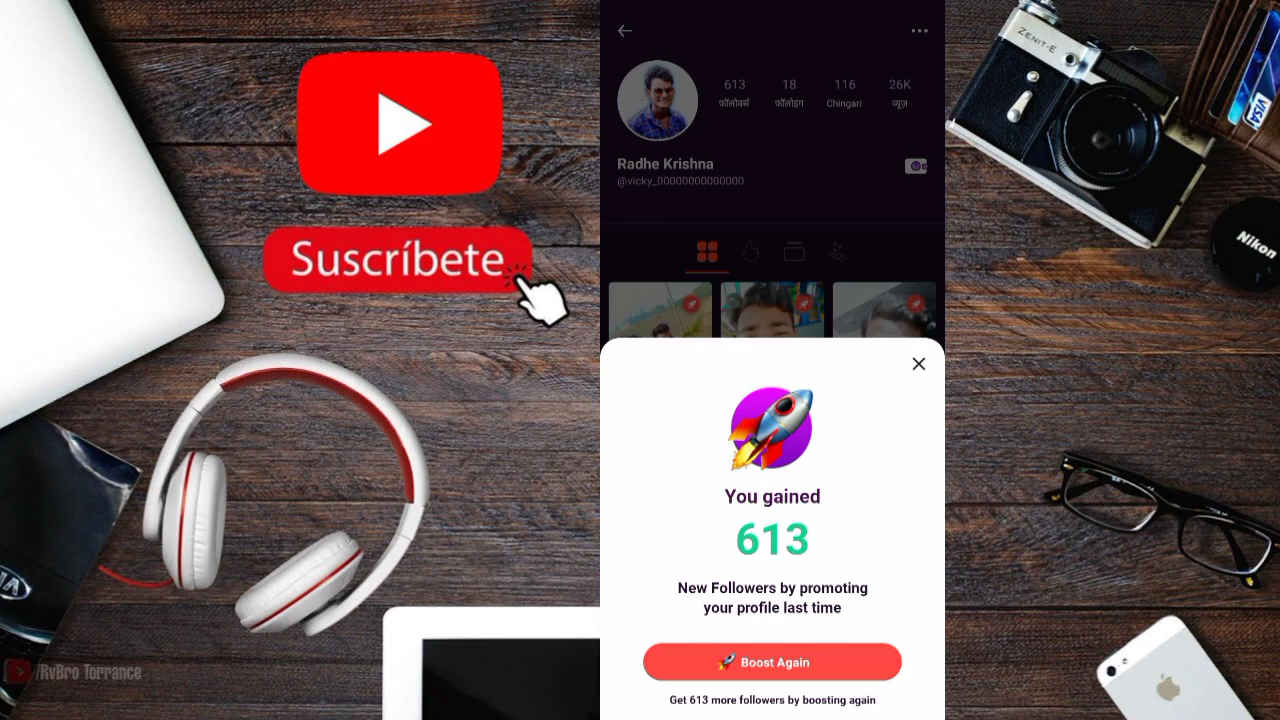 Suscríbete
/RvBro Torrance
613
18
116
26K
फॉलोवर्स
फॉलोइंग
Chingari
व्यूज़
Radhe Krishna
@vicky_00000000000000
You gained
613
New Followers by promoting
your profile last time
Boost Again
Get 613 more followers by boosting again
ZENIT-E
VISA
Nikon